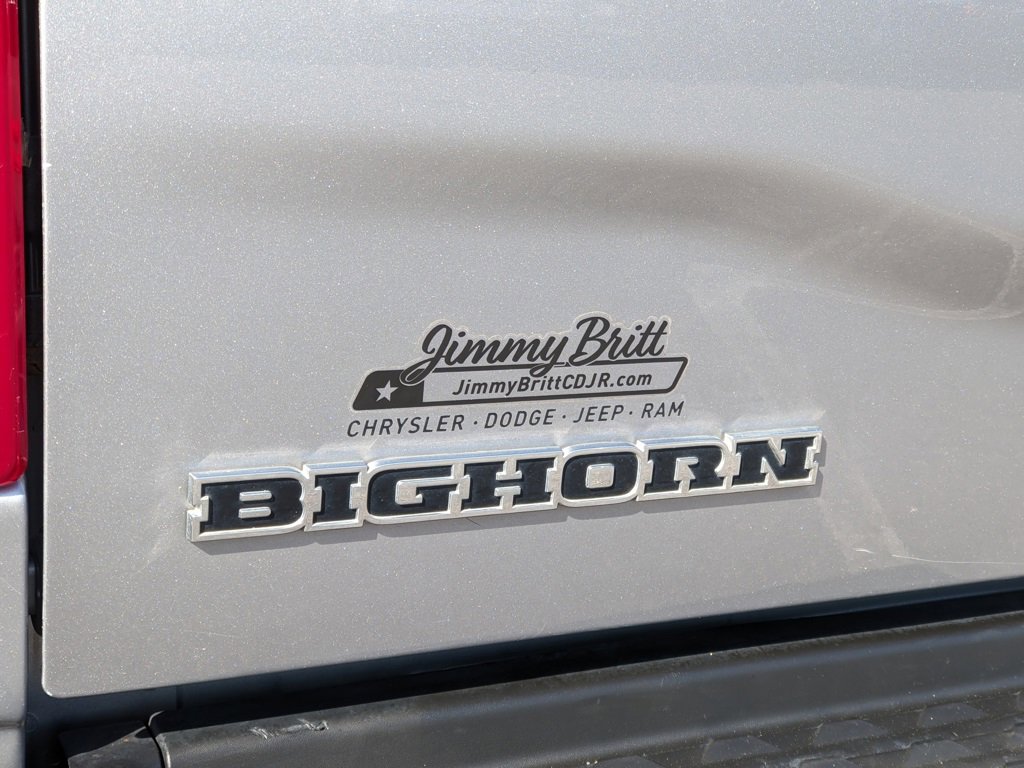 Jimmy Britt
JimmyBrittCDJR.com
CHRYSLER · DODGE · JEEP · RAM
BIGHORN